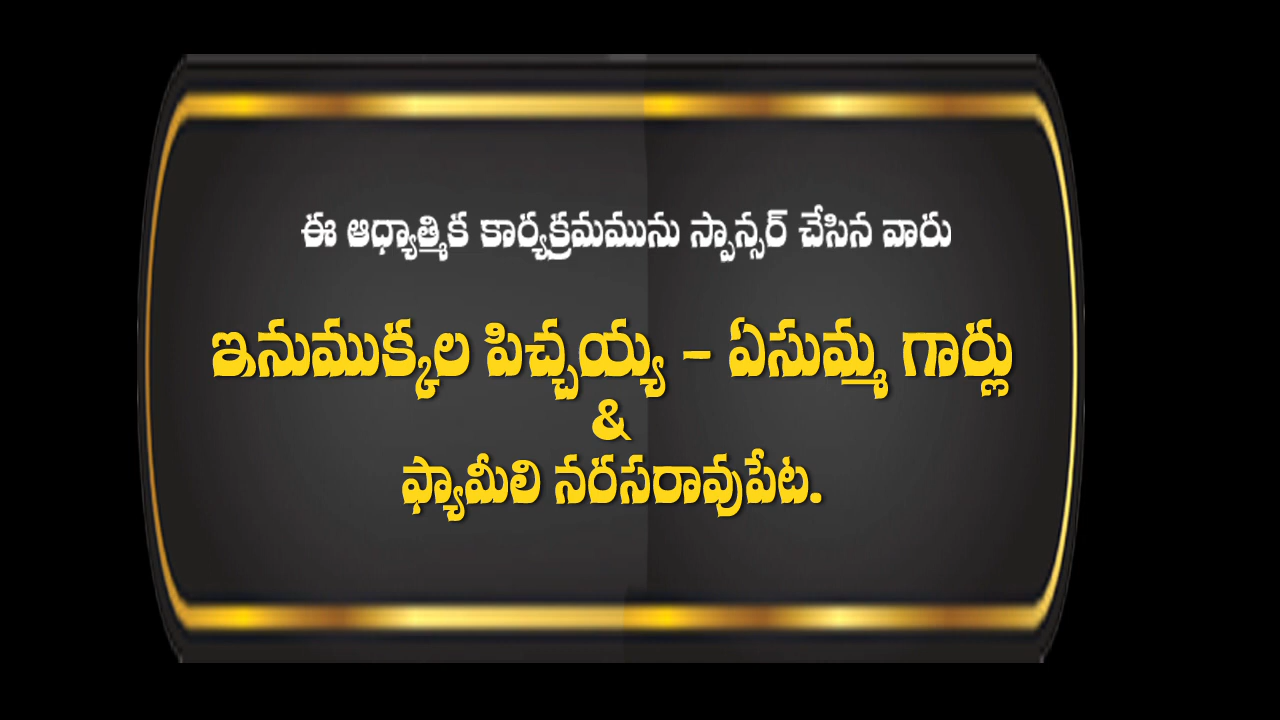 ఈ ఆధ్యాత్మిక కార్యక్రమమును స్పాన్సర్ చేసిన వారు
ఇనుముక్కల పిచ్చయ్య – ఏసుమ్మ గార్లు
&
ఫ్యామీలి నరసరావుపేట.